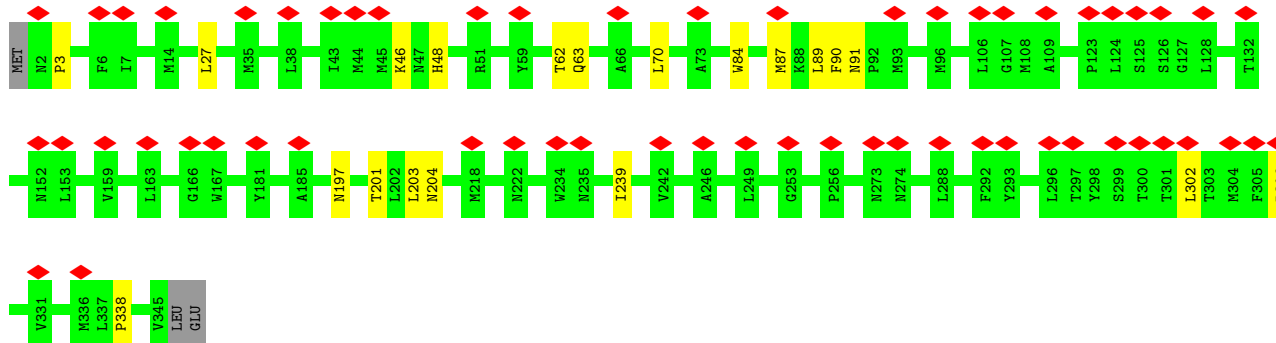 MET N2 P3 F6 I7 M14 L27 M35 L38 I43 M44 M45 K46 N47 H48 R51 Y59 T62 Q63 A66 L70 A73 W84 M87 K88 L89 F90 N91 P92 M93 M96 L106 G107 M108 A109 P123 L124 S125 S126 G127 L128 T132
N152 L153 V159 L163 G166 W167 Y181 A185 N197 T201 L202 L203 N204 M218 N222 W234 N235 I239 V242 A246 L249 G253 P256 N273 N274 L288 F292 Y293 L296 T297 Y298 S299 T300 T301 L302 T303 M304 F305
V331 M336 L337 P338 V345 LEU GLU